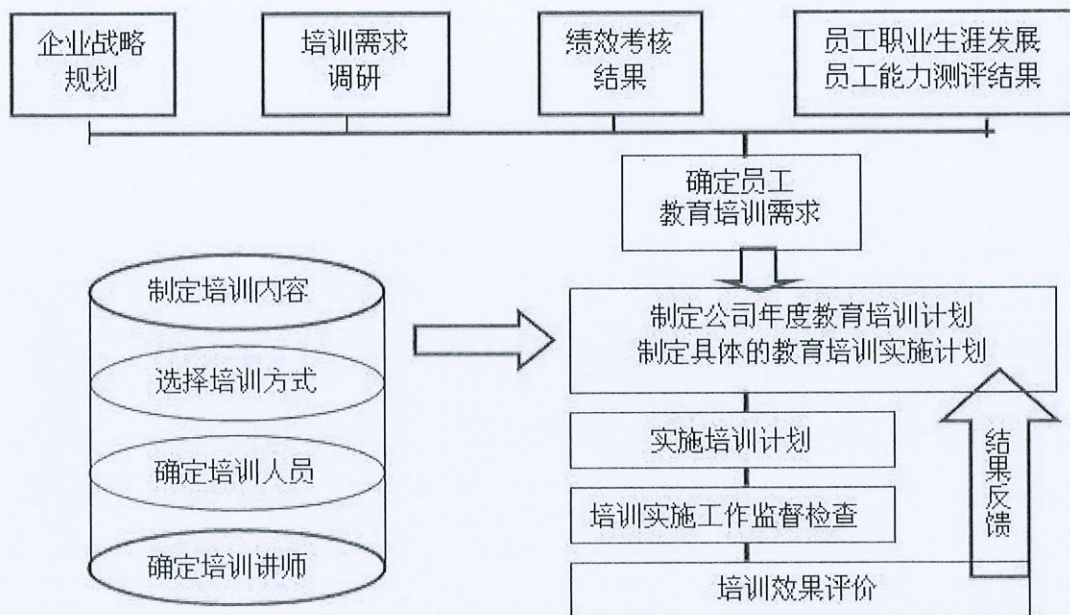 企业战略
规划
培训需求
调研
绩效考核
结果
员工职业生涯发展
员工能力测评结果
确定员工
教育培训需求
制定培训内容
选择培训方式
确定培训人员
确定培训讲师
制定公司年度教育培训计划
制定具体的教育培训实施计划
实施培训计划
培训实施工作监督检查
培训效果评价
结果反馈